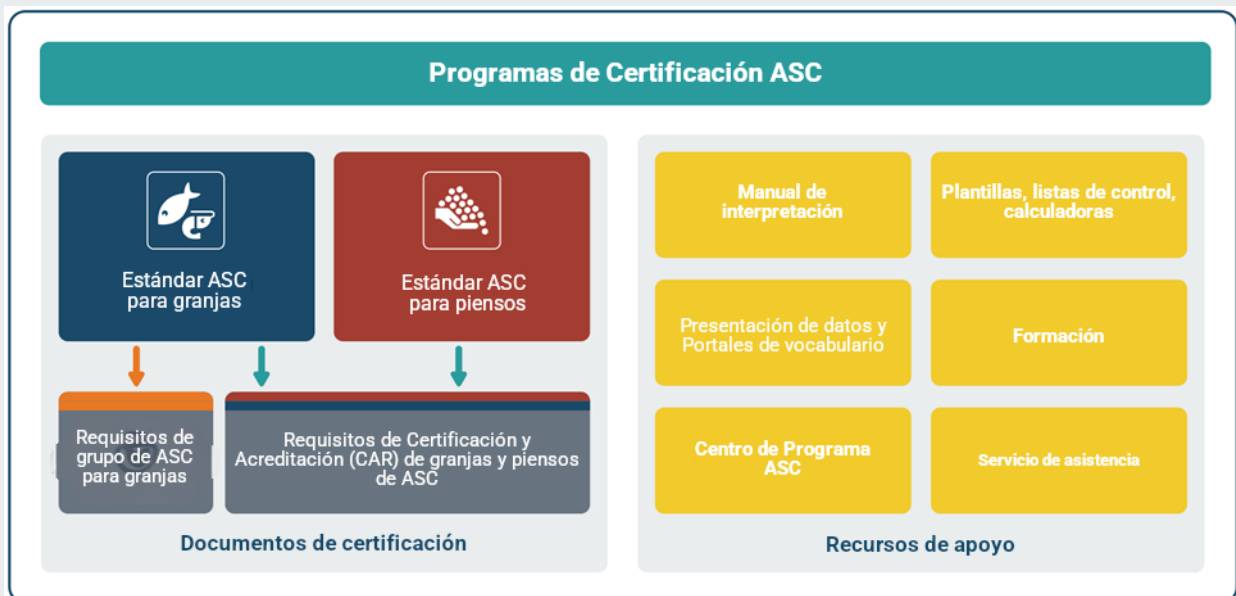 Programas de Certificación ASC
Estándar ASC
para granjas
Estándar ASC
para piensos
Requisitos de
grupo de ASC
para granjas
Requisitos de Certificación y
Acreditación (CAR) de granjas y piensos
de ASC
Documentos de certificación
Manual de
interpretación
Plantillas, listas de control,
calculadoras
Presentación de datos y
Portales de vocabulario
Formación
Centro de Programa
ASC
Servicio de asistencia
Recursos de apoyo